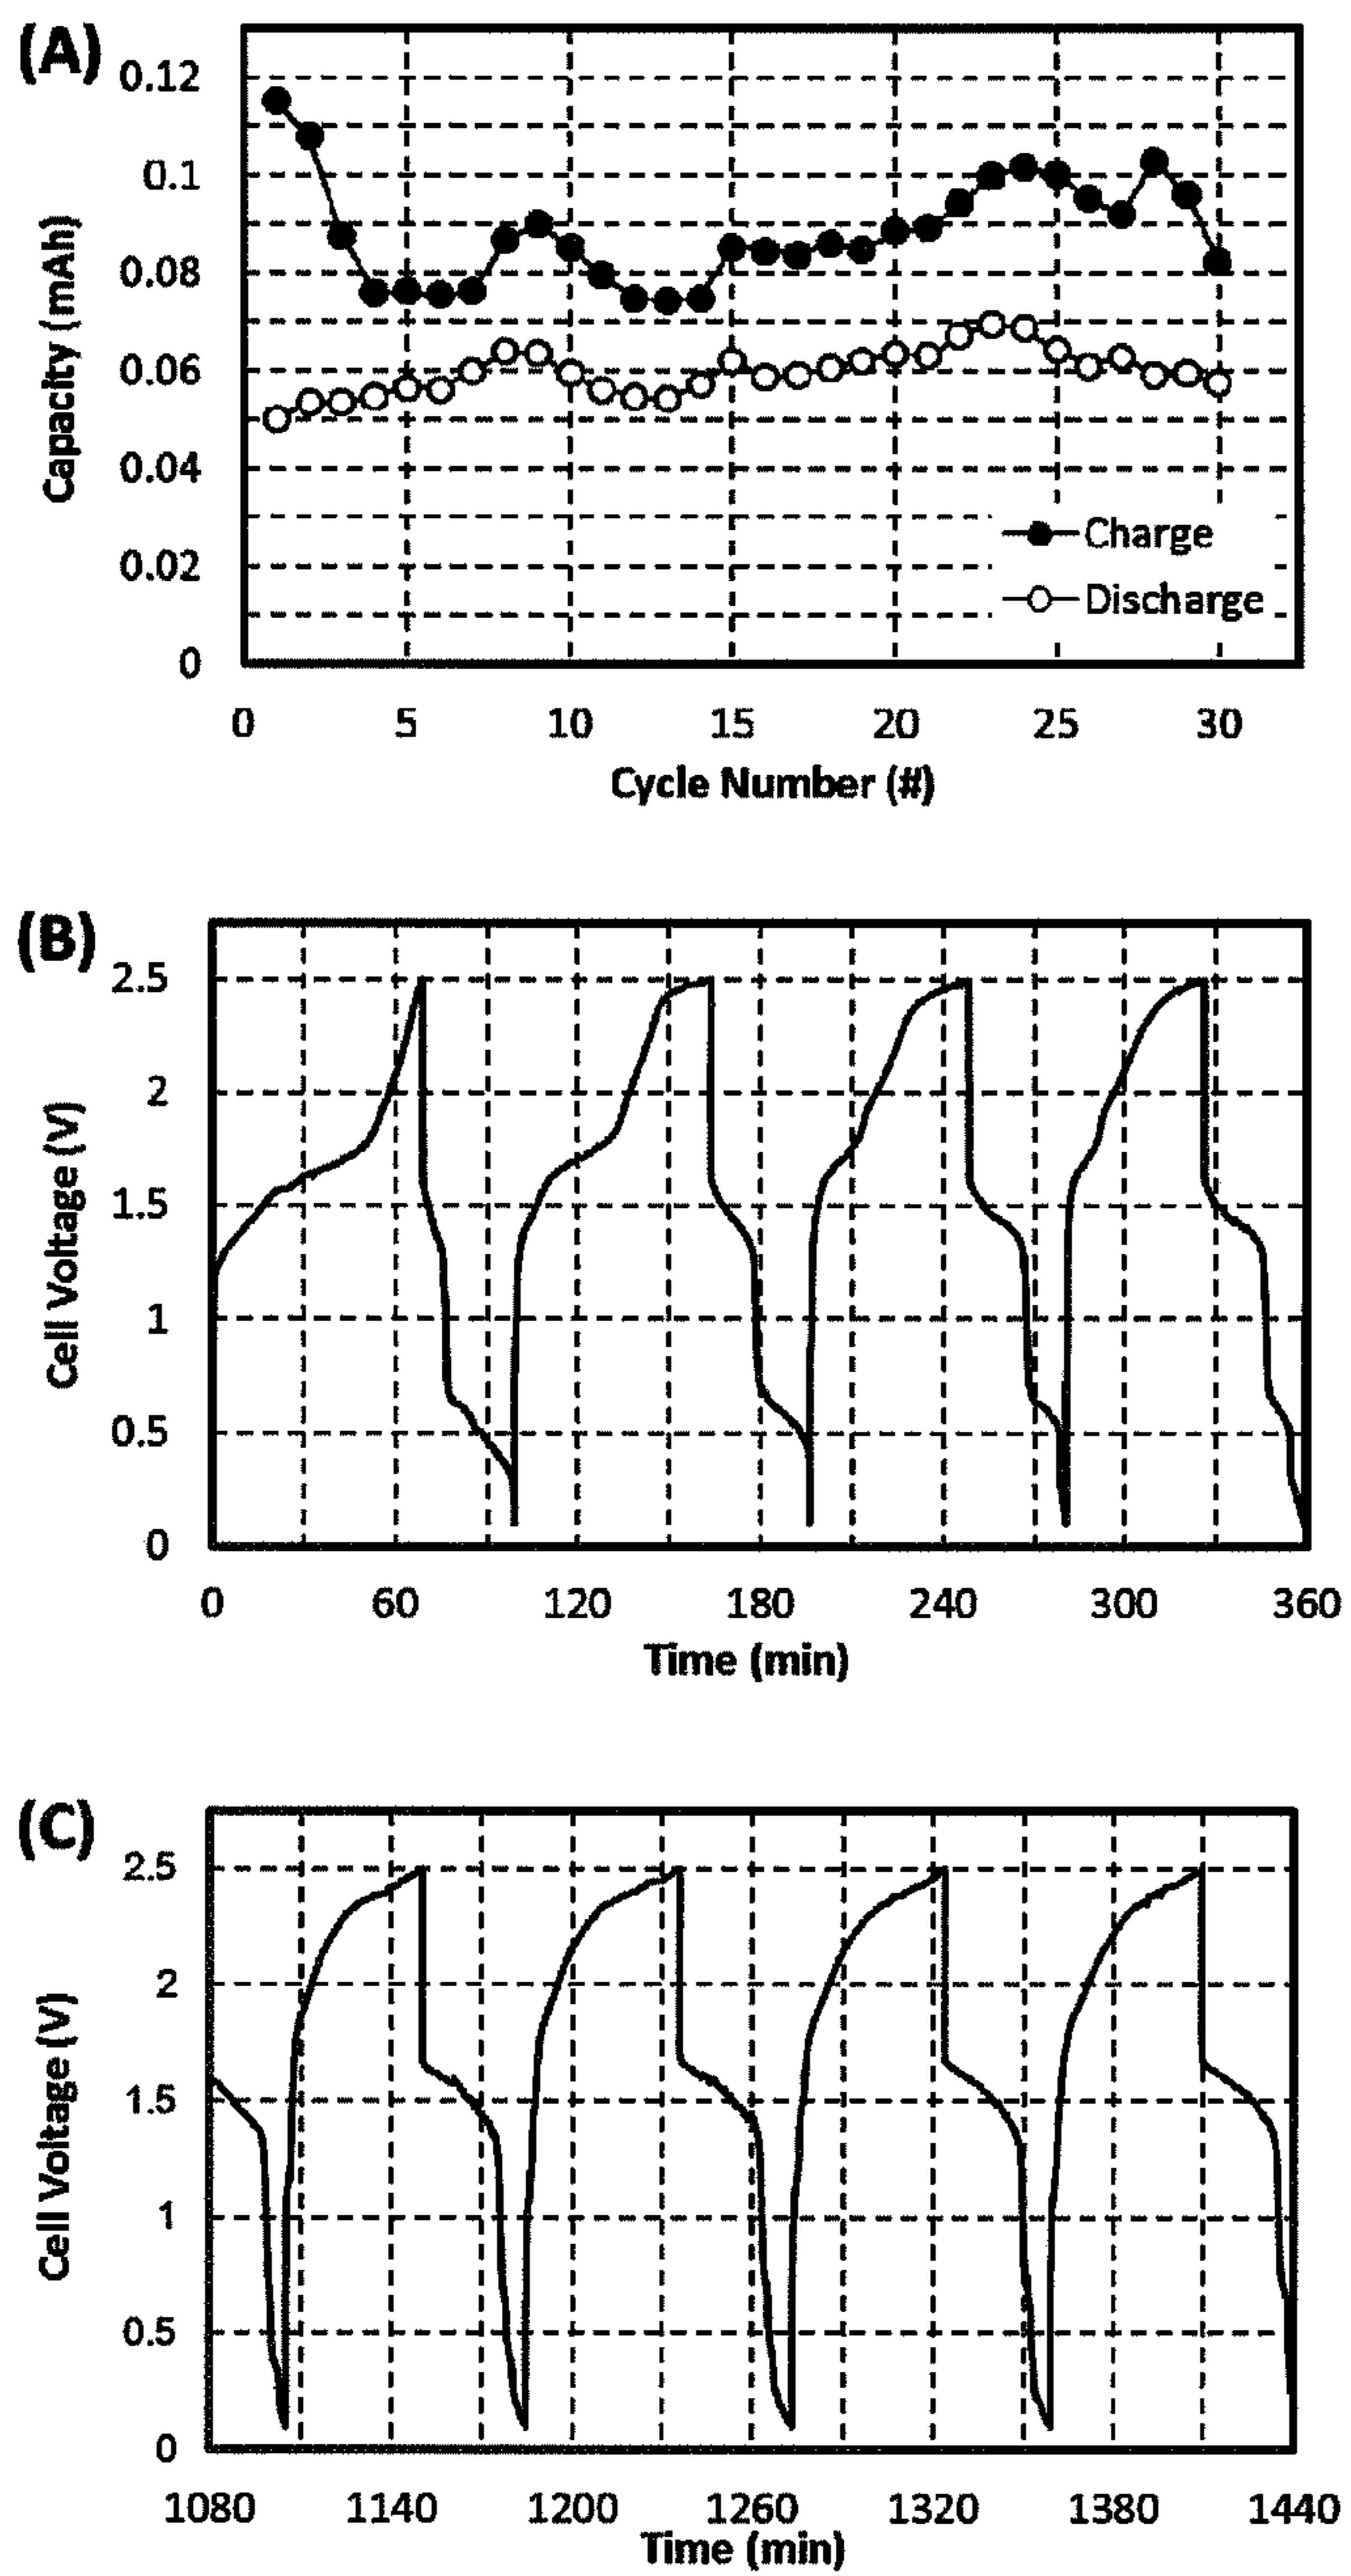 (A)
0.12
0.1
0.08
0.06
0.04
0.02
0
Capacity (mAh)
Charge
Discharge
0 5 10 15 20 25 30
Cycle Number (#)
(B)
2.5
2
1.5
1
0.5
0
Cell Voltage (V)
0 60 120 180 240 300 360
Time (min)
(C)
2.5
2
1.5
1
0.5
0
Cell Voltage (V)
1080 1140 1200 1260 1320 1380 1440
Time (min)